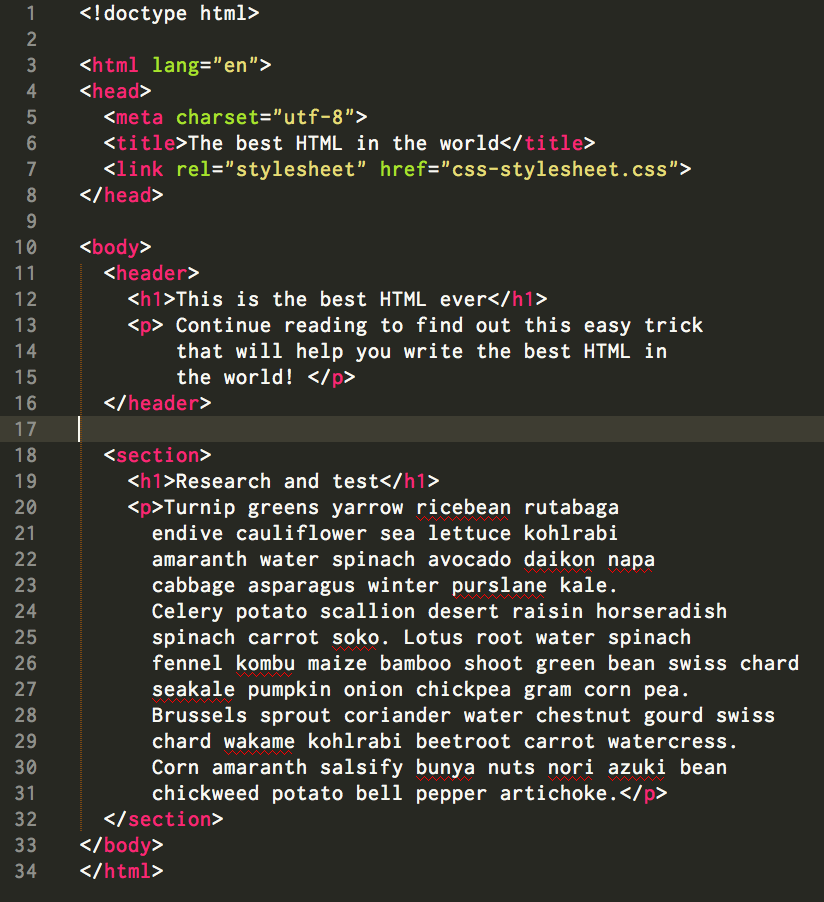 1 <!doctype html>
2
3 <html lang="en">
4 <head>
5   <meta charset="utf-8">
6   <title>The best HTML in the world</title>
7   <link rel="stylesheet" href="css-stylesheet.css">
8 </head>
9
10 <body>
11   <header>
12     <h1>This is the best HTML ever</h1>
13     <p> Continue reading to find out this easy trick
14         that will help you write the best HTML in
15         the world! </p>
16   </header>
17
18   <section>
19     <h1>Research and test</h1>
20     <p>Turnip greens yarrow ricebean rutabaga
21       endive cauliflower sea lettuce kohlrabi
22       amaranth water spinach avocado daikon napa
23       cabbage asparagus winter purslane kale.
24       Celery potato scallion desert raisin horseradish
25       spinach carrot soko. Lotus root water spinach
26       fennel kombu maize bamboo shoot green bean swiss chard
27       seakale pumpkin onion chickpea gram corn pea.
28       Brussels sprout coriander water chestnut gourd swiss
29       chard wakame kohlrabi beetroot carrot watercress.
30       Corn amaranth salsify bunya nuts nori azuki bean
31       chickweed potato bell pepper artichoke.</p>
32   </section>
33 </body>
34 </html>